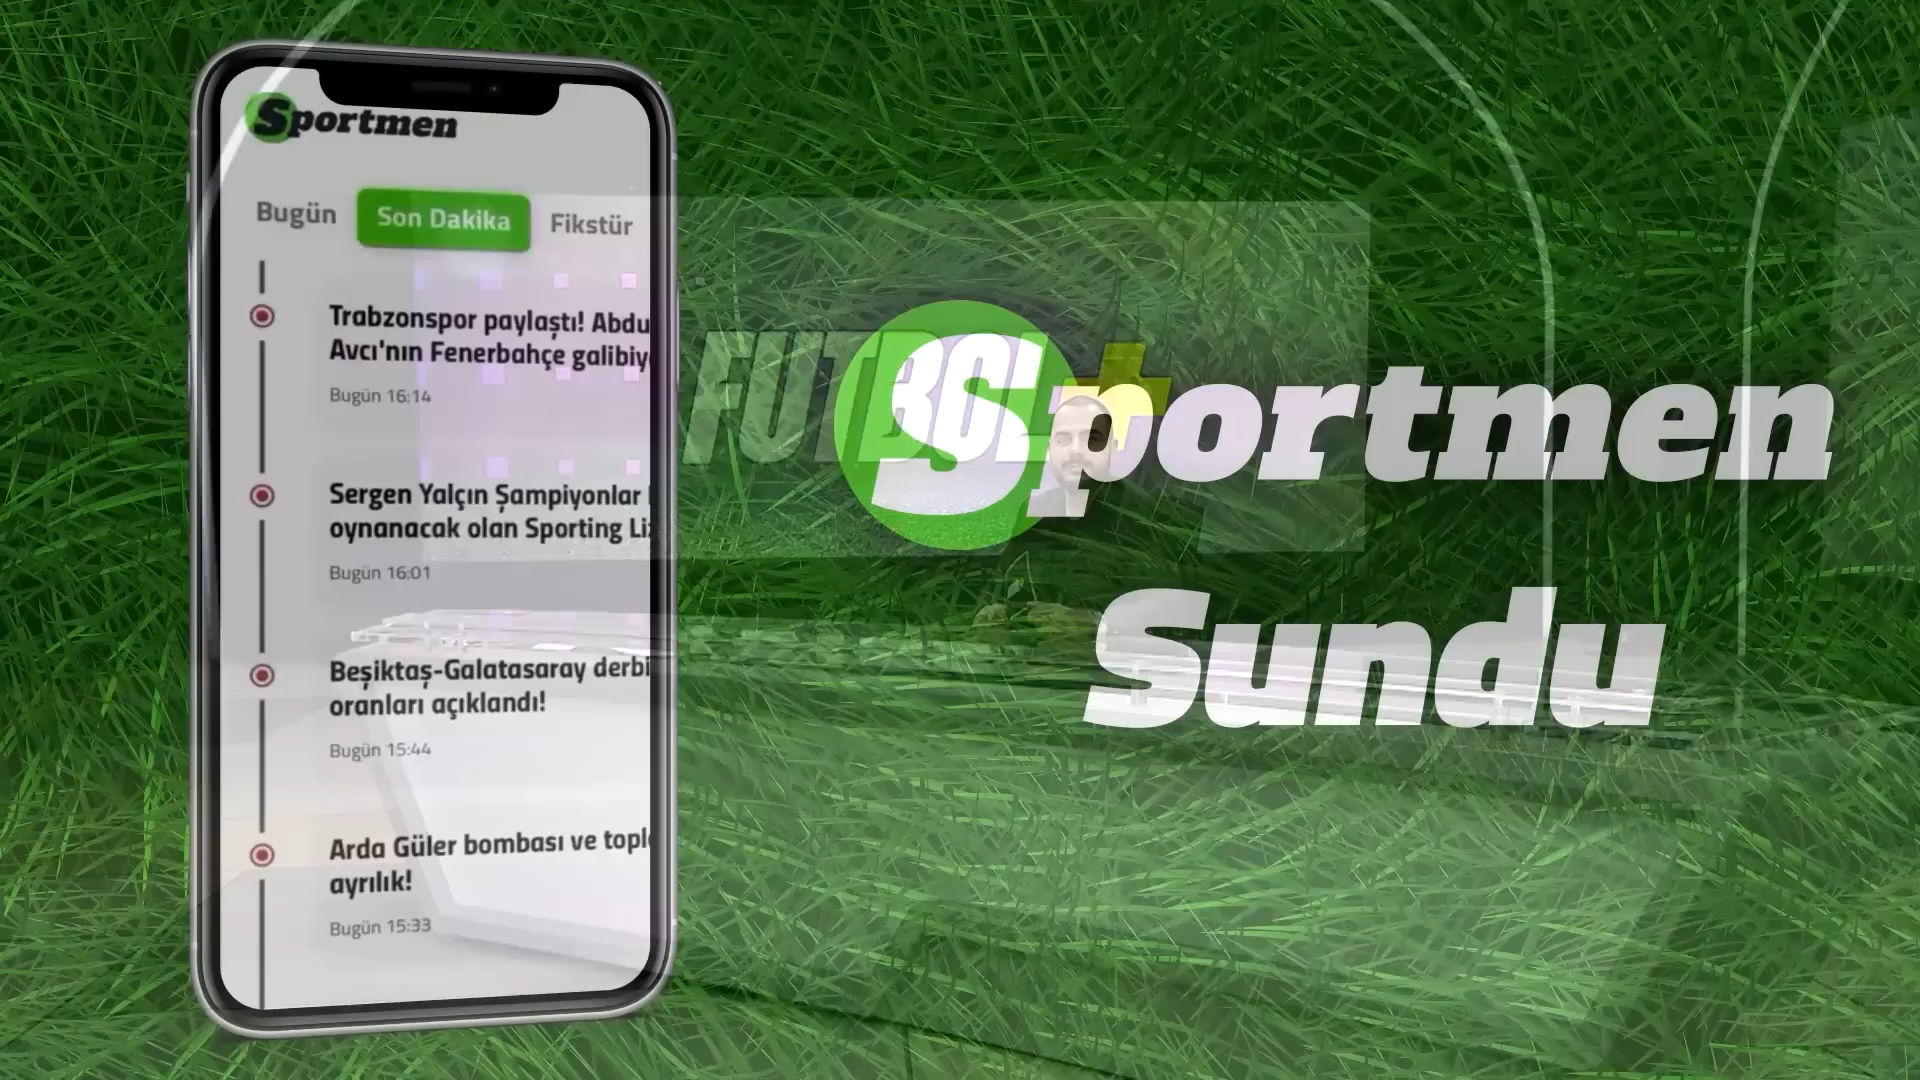 Sportmen
Bugün
Son Dakika
Fikstür
Trabzonspor paylaştı! Abdu
Avcı'nın Fenerbahçe galibiy
Bugün 16:14
Sergen Yalçın Şampiyonlar
oynanacak olan Sporting Li
Bugün 16:01
Beşiktaş-Galatasaray derbi
oranları açıklandı!
Bugün 15:44
Arda Güler bombası ve topl
ayrılık!
Bugün 15:33
FUTBOL+
Sportmen
Sundu